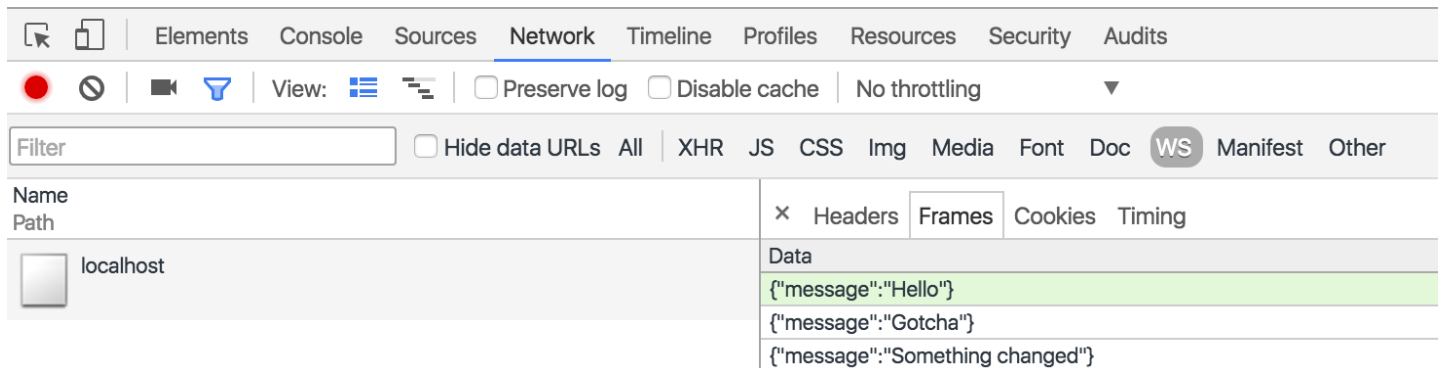 Elements Console Sources Network Timeline Profiles Resources Security Audits
View: Preserve log Disable cache No throttling
Filter Hide data URLs All XHR JS CSS Img Media Font Doc WS Manifest Other
Name
Path
× Headers Frames Cookies Timing
localhost
Data
{"message":"Hello"}
{"message":"Gotcha"}
{"message":"Something changed"}